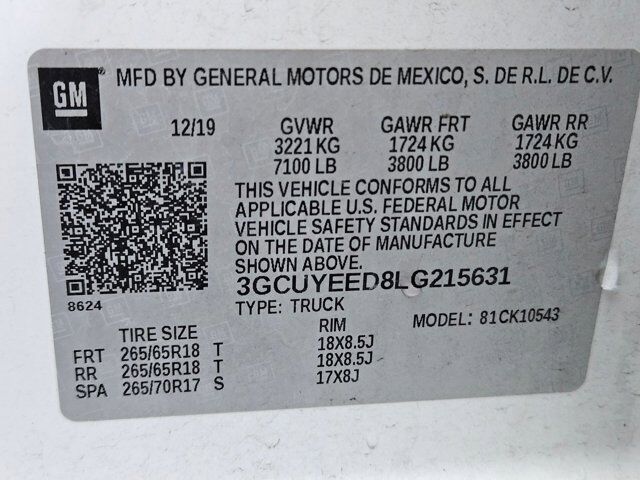 GM MFD BY GENERAL MOTORS DE MEXICO, S. DE R.L. DE C.V.
12/19 GVWR GAWR FRT GAWR RR
3221 KG 1724 KG 1724 KG
7100 LB 3800 LB 3800 LB
THIS VEHICLE CONFORMS TO ALL
APPLICABLE U.S. FEDERAL MOTOR
VEHICLE SAFETY STANDARDS IN EFFECT
ON THE DATE OF MANUFACTURE
SHOWN ABOVE.
3GCUYEED8LG215631
8624
TYPE: TRUCK
MODEL: 81CK10543
TIRE SIZE RIM
FRT 265/65R18 T 18X8.5J
RR 265/65R18 T 18X8.5J
SPA 265/70R17 S 17X8J